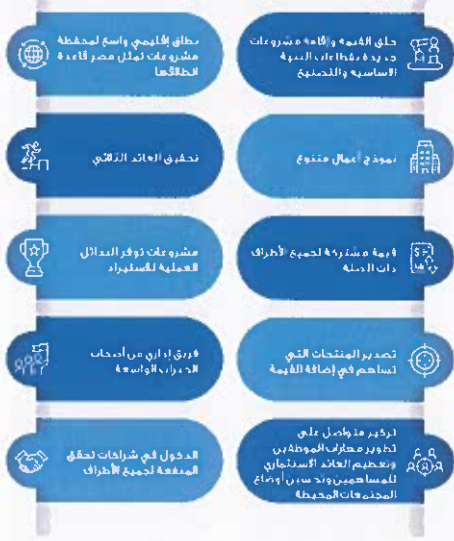 خلق القيمة وإقامة مشروعات
جديدة بقطاعات البنية
الأساسية والتصنيع
نطاق إقليمي واسع لمحفظة
مشروعات تمثل مصر قاعدة
انطلاقها
نموذج أعمال متنوع
تحقيق العائد الثلاثي
قيمة مشتركة لجميع الأطراف
ذات الصلة
مشروعات توفر البدائل
العملية للاستيراد
تصدير المنتجات التي
تساهم في إضافة القيمة
فريق إداري من أصحاب
الخبرات الواسعة
تركيز متواصل على
تطوير مهارات الموظفين
وتعظيم العائد الاستثماري
للمساهمين وتحسين أوضاع
المجتمعات المحيطة
الدخول في شراكات تحقق
المنفعة لجميع الأطراف